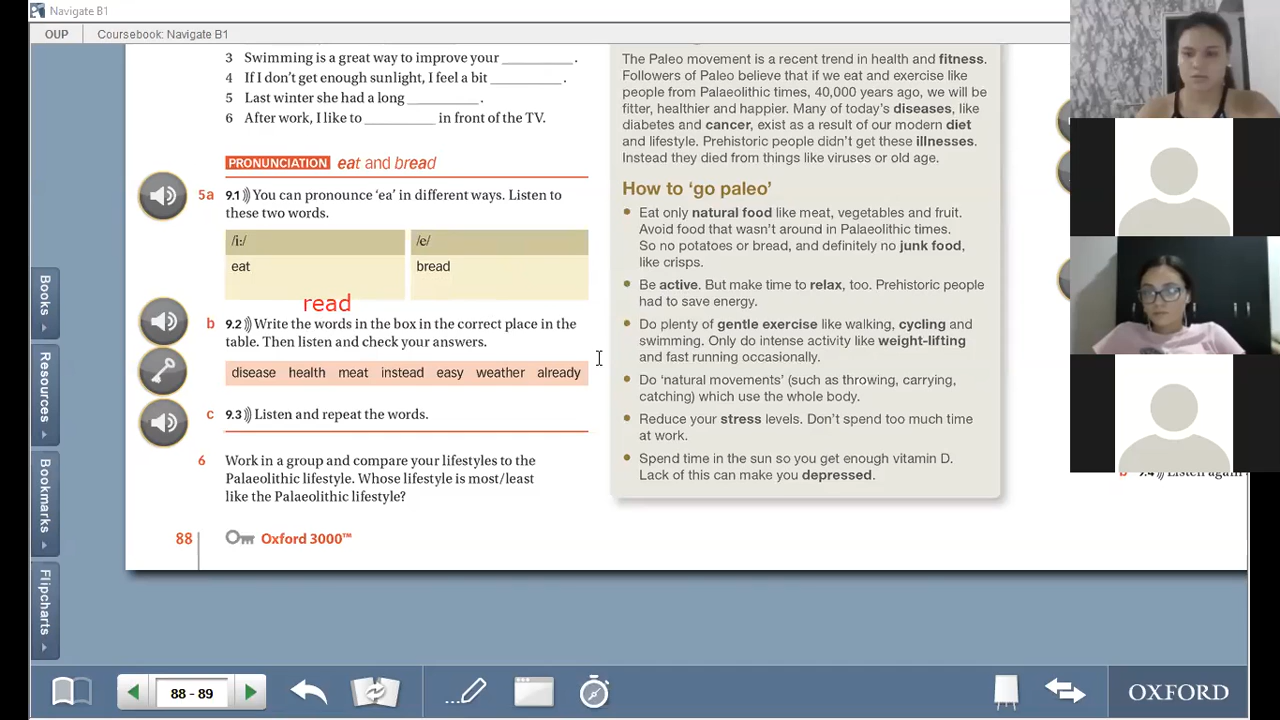 Navigate B1
OUP
Coursebook: Navigate B1
3 Swimming is a great way to improve your __________ .
4 If I don't get enough sunlight, I feel a bit __________ .
5 Last winter she had a long __________ .
6 After work, I like to __________ in front of the TV.
PRONUNCIATION eat and bread
5a 9.1 You can pronounce 'ea' in different ways. Listen to
these two words.
/iː/ /e/
eat bread
read
b 9.2 Write the words in the box in the correct place in the
table. Then listen and check your answers.
disease health meat instead easy weather already
c 9.3 Listen and repeat the words.
6 Work in a group and compare your lifestyles to the
Palaeolithic lifestyle. Whose lifestyle is most/least
like the Palaeolithic lifestyle?
88 Oxford 3000™
The Paleo movement is a recent trend in health and fitness.
Followers of Paleo believe that if we eat and exercise like
people from Palaeolithic times, 40,000 years ago, we will be
fitter, healthier and happier. Many of today's diseases, like
diabetes and cancer, exist as a result of our modern diet
and lifestyle. Prehistoric people didn't get these illnesses.
Instead they died from things like viruses or old age.
How to 'go paleo'
• Eat only natural food like meat, vegetables and fruit.
Avoid food that wasn't around in Palaeolithic times.
So no potatoes or bread, and definitely no junk food,
like crisps.
• Be active. But make time to relax, too. Prehistoric people
had to save energy.
• Do plenty of gentle exercise like walking, cycling and
swimming. Only do intense activity like weight-lifting
and fast running occasionally.
• Do 'natural movements' (such as throwing, carrying,
catching) which use the whole body.
• Reduce your stress levels. Don't spend too much time
at work.
• Spend time in the sun so you get enough vitamin D.
Lack of this can make you depressed.
Books
Resources
Bookmarks
Flipcharts
88 - 89
OXFORD